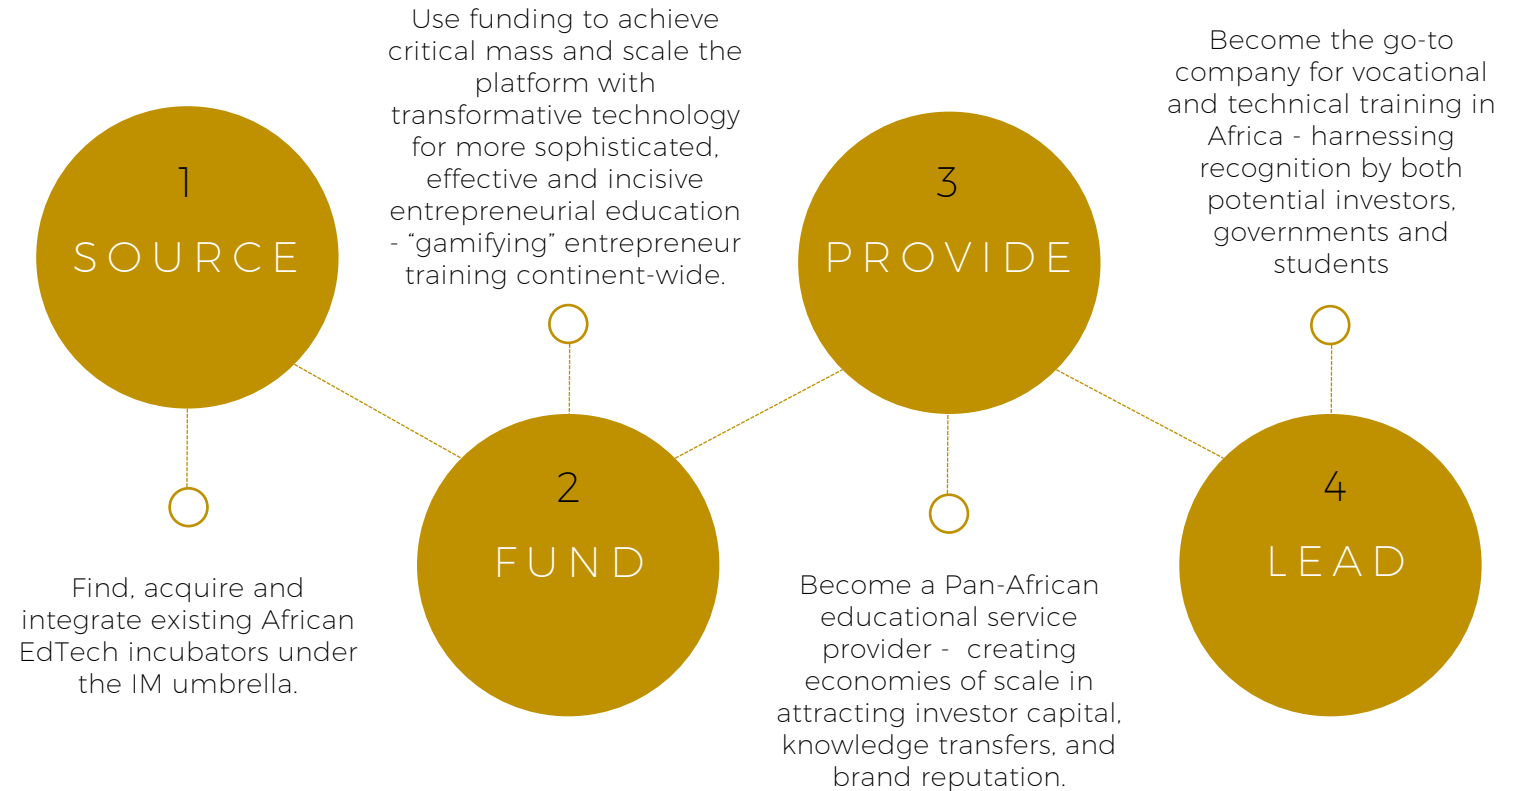 1
SOURCE
Find, acquire and
integrate existing African
EdTech incubators under
the IM umbrella.
Use funding to achieve
critical mass and scale the
platform with
transformative technology
for more sophisticated,
effective and incisive
entrepreneurial education
- “gamifying” entrepreneur
training continent-wide.
2
FUND
3
PROVIDE
Become a Pan-African
educational service
provider -  creating
economies of scale in
attracting investor capital,
knowledge transfers, and
brand reputation.
Become the go-to
company for vocational
and technical training in
Africa - harnessing
recognition by both
potential investors,
governments and
students
4
LEAD